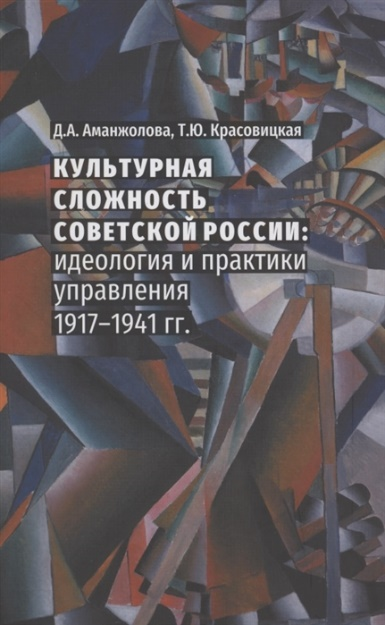 Д.А. Аманжолова, Т.Ю. Красовицкая
КУЛЬТУРНАЯ
СЛОЖНОСТЬ
СОВЕТСКОЙ РОССИИ:
идеология и практики
управления
1917–1941 гг.